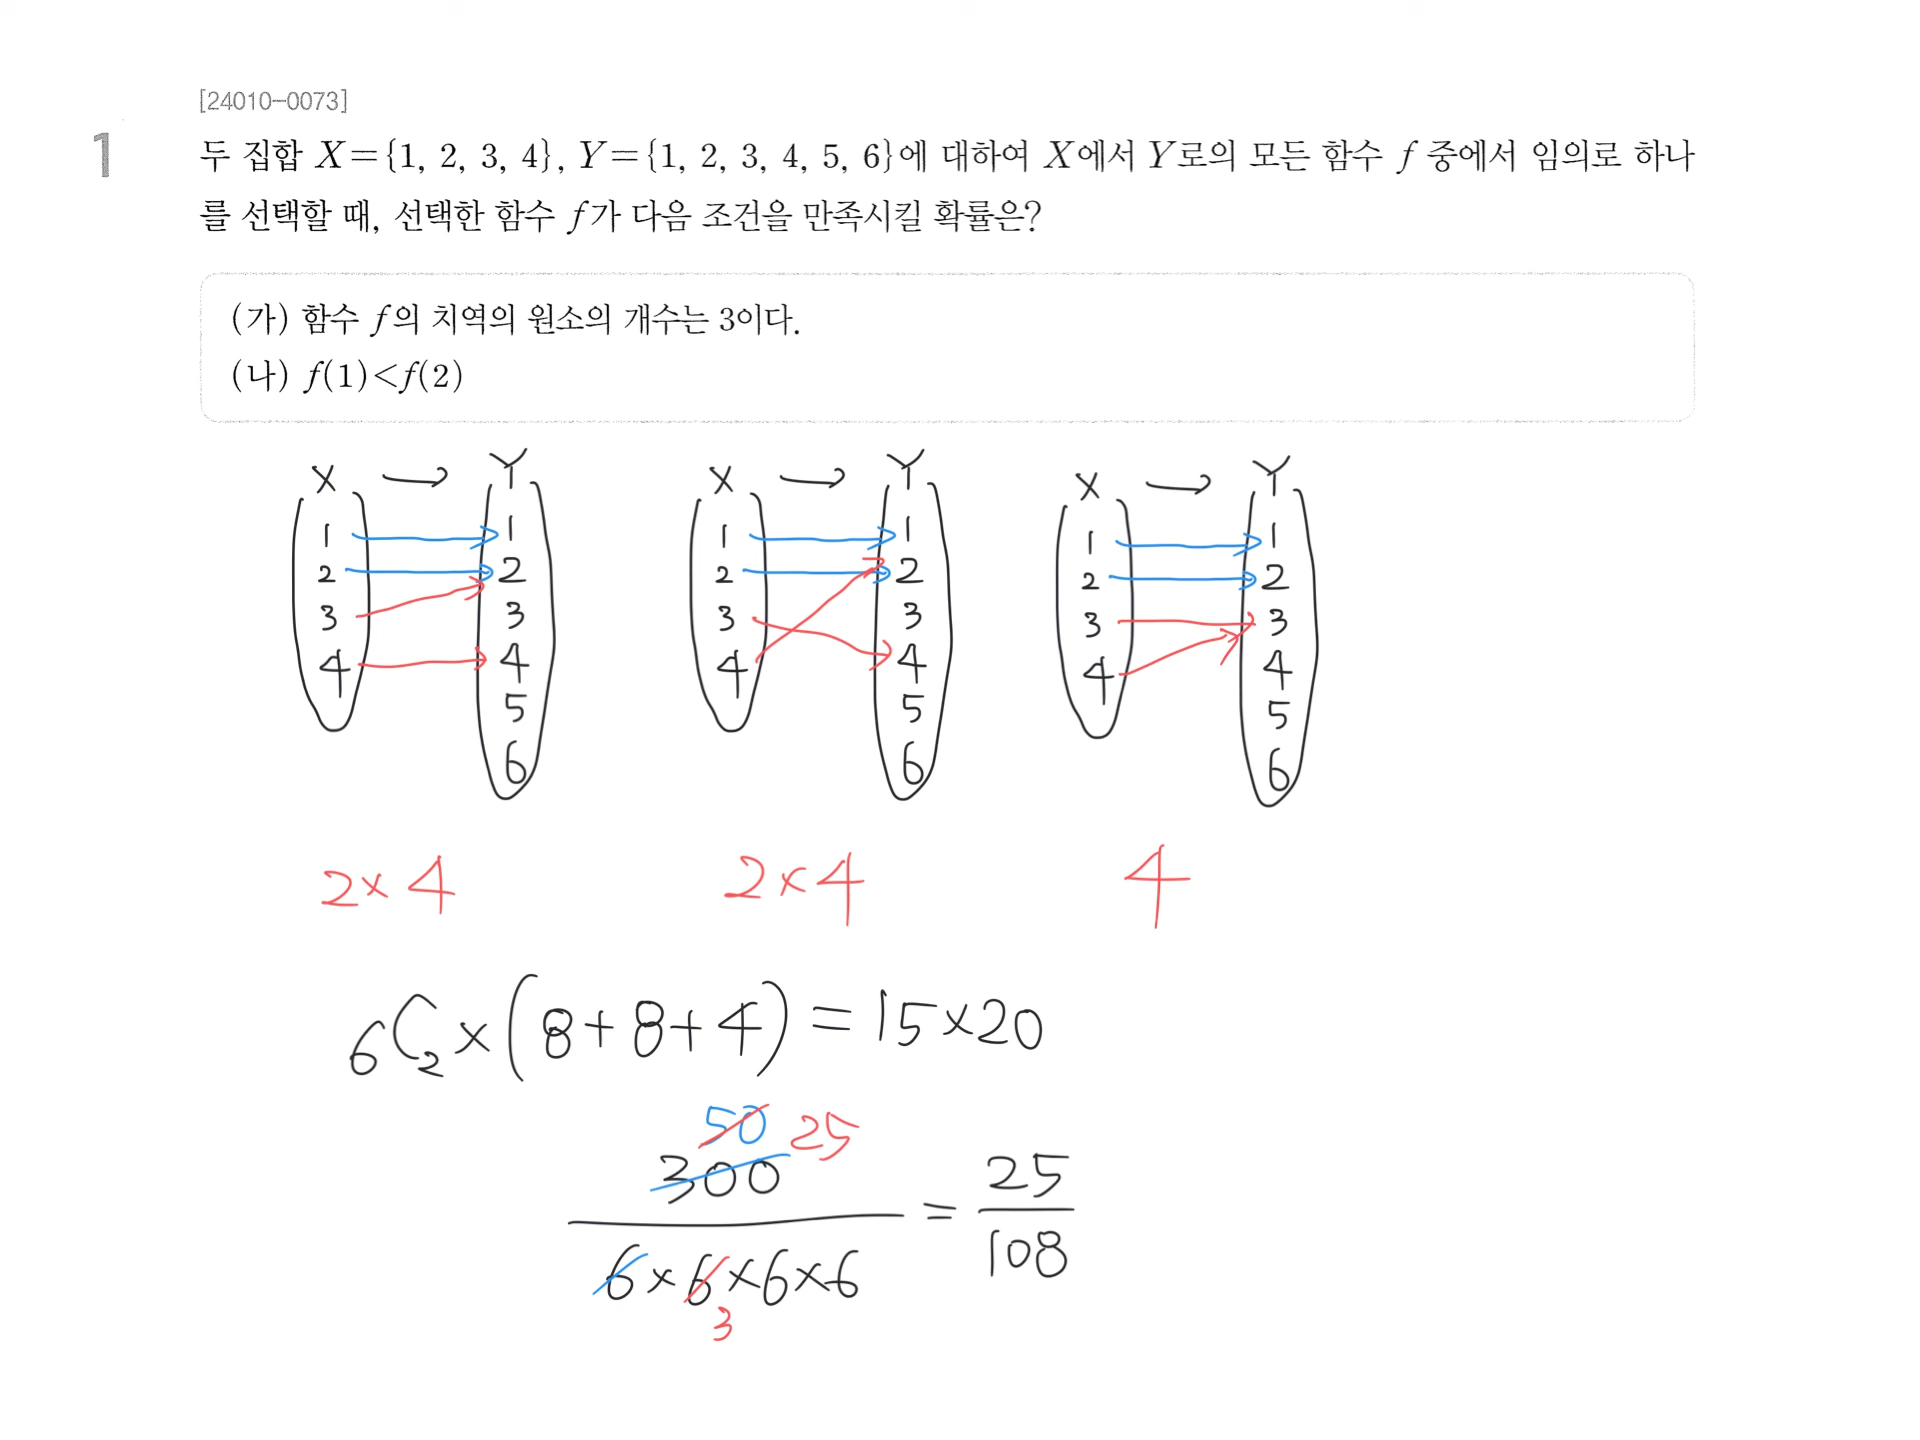 [24010-0073]
1
두 집합 X={1, 2, 3, 4}, Y={1, 2, 3, 4, 5, 6}에 대하여 X에서 Y로의 모든 함수 f 중에서 임의로 하나
를 선택할 때, 선택한 함수 f가 다음 조건을 만족시킬 확률은?
(가) 함수 f의 치역의 원소의 개수는 3이다.
(나) f(1)<f(2)
X → Y
1 1
2 2
3 3
4 4
5
6
X → Y
1 1
2 2
3 3
4 4
5
6
X → Y
1 1
2 2
3 3
4 4
5
6
2×4 2×4 4
6C2×(8+8+4)=15×20
50 25
300 25
= 
6×6×6×6 108
3